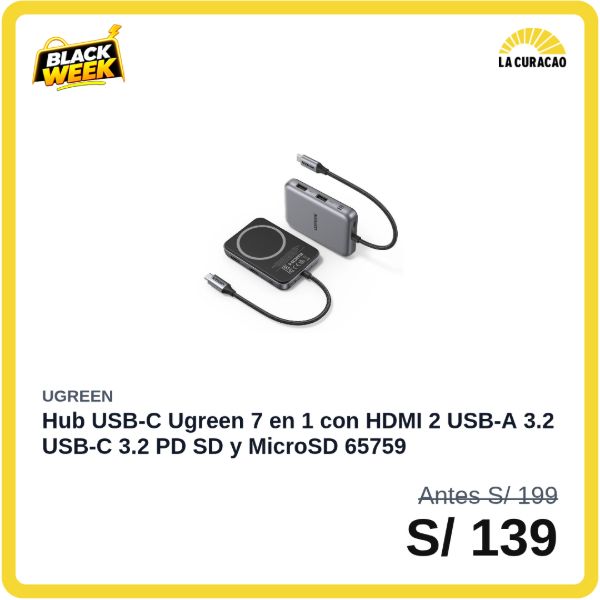 BLACK
WEEK
LA CURACAO
UGREEN
Hub USB-C Ugreen 7 en 1 con HDMI 2 USB-A 3.2
USB-C 3.2 PD SD y MicroSD 65759
Antes S/ 199
S/ 139